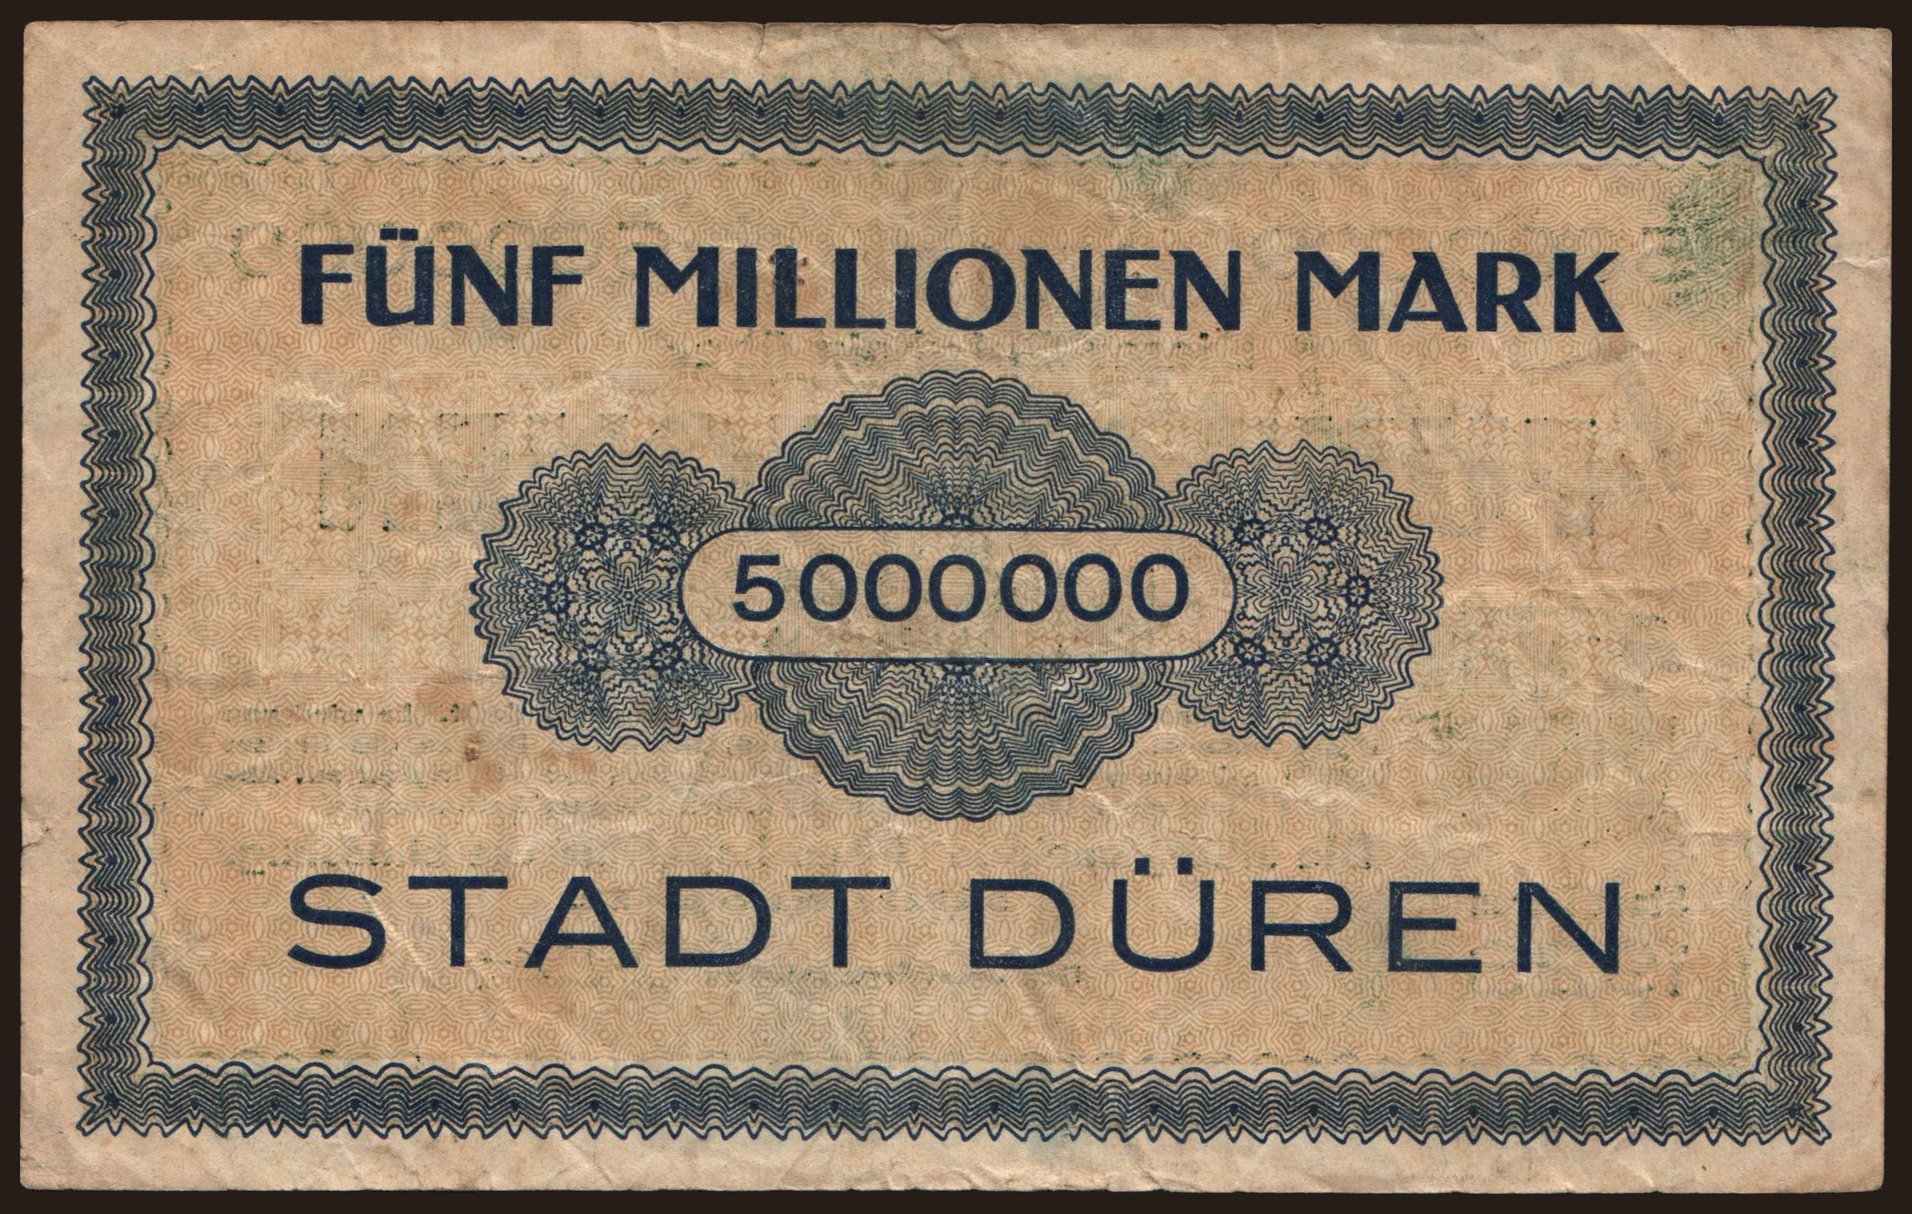 FÜNF MILLIONEN MARK
5000000
STADT DÜREN